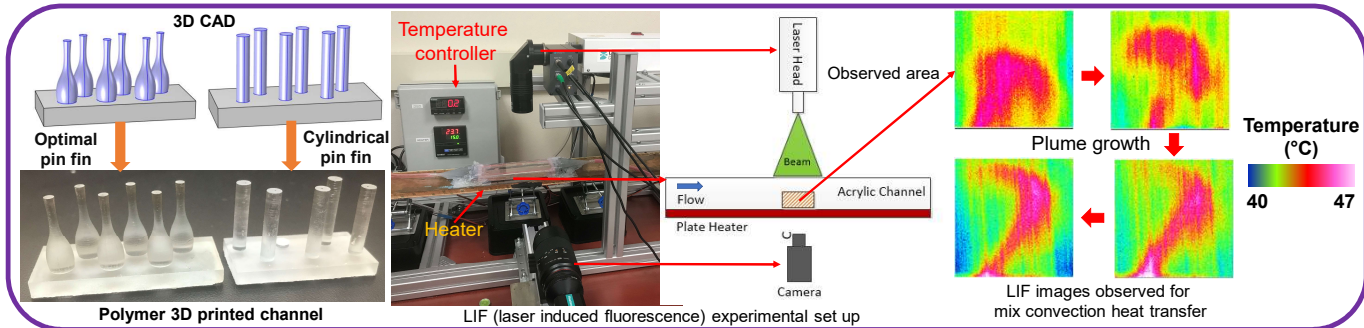 3D CAD
Optimal
pin fin
Cylindrical
pin fin
Polymer 3D printed channel
Temperature
controller
Heater
LIF (laser induced fluorescence) experimental set up
Laser Head
Beam
Observed area
Flow
Acrylic Channel
Plate Heater
Camera
Plume growth
LIF images observed for
mix convection heat transfer
Temperature
(°C)
40
47